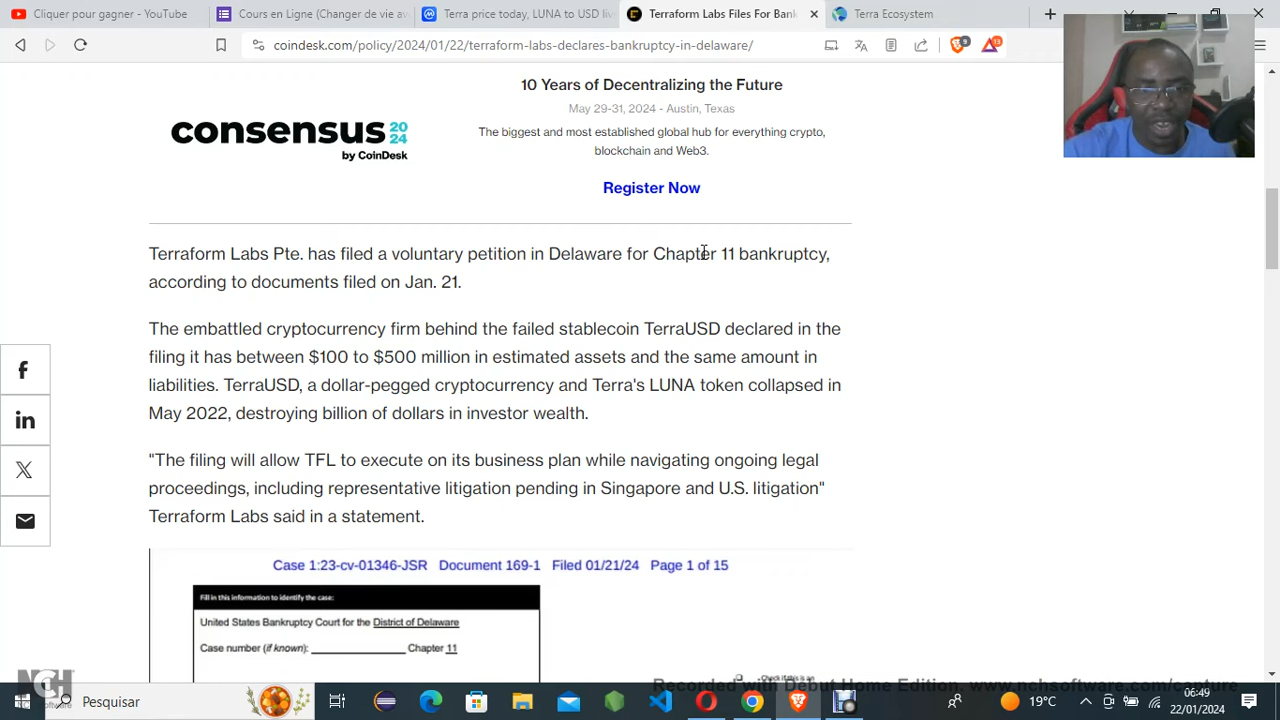 Cliquer pour gagner - YouTube
Cours en Ligne (Changer de vie av
Terra price today, LUNA to USD liv
Terraform Labs Files For Ban
Terra Ecosystem
coindesk.com/policy/2024/01/22/terraform-labs-declares-bankruptcy-in-delaware/
consensus 2024
by CoinDesk
10 Years of Decentralizing the Future
May 29-31, 2024 - Austin, Texas
The biggest and most established global hub for everything crypto,
blockchain and Web3.
Register Now
Terraform Labs Pte. has filed a voluntary petition in Delaware for Chapter 11 bankruptcy,
according to documents filed on Jan. 21.
The embattled cryptocurrency firm behind the failed stablecoin TerraUSD declared in the
filing it has between $100 to $500 million in estimated assets and the same amount in
liabilities. TerraUSD, a dollar-pegged cryptocurrency and Terra's LUNA token collapsed in
May 2022, destroying billion of dollars in investor wealth.
"The filing will allow TFL to execute on its business plan while navigating ongoing legal
proceedings, including representative litigation pending in Singapore and U.S. litigation"
Terraform Labs said in a statement.
Case 1:23-cv-01346-JSR Document 169-1 Filed 01/21/24 Page 1 of 15
Fill in this information to identify the case:
United States Bankruptcy Court for the District of Delaware
Case number (if known): Chapter 11
Check if this is an
NCH
Recorded with Debut Home Edition. www.nchsoftware.com/capture
Pesquisar
19°C
06:49
22/01/2024